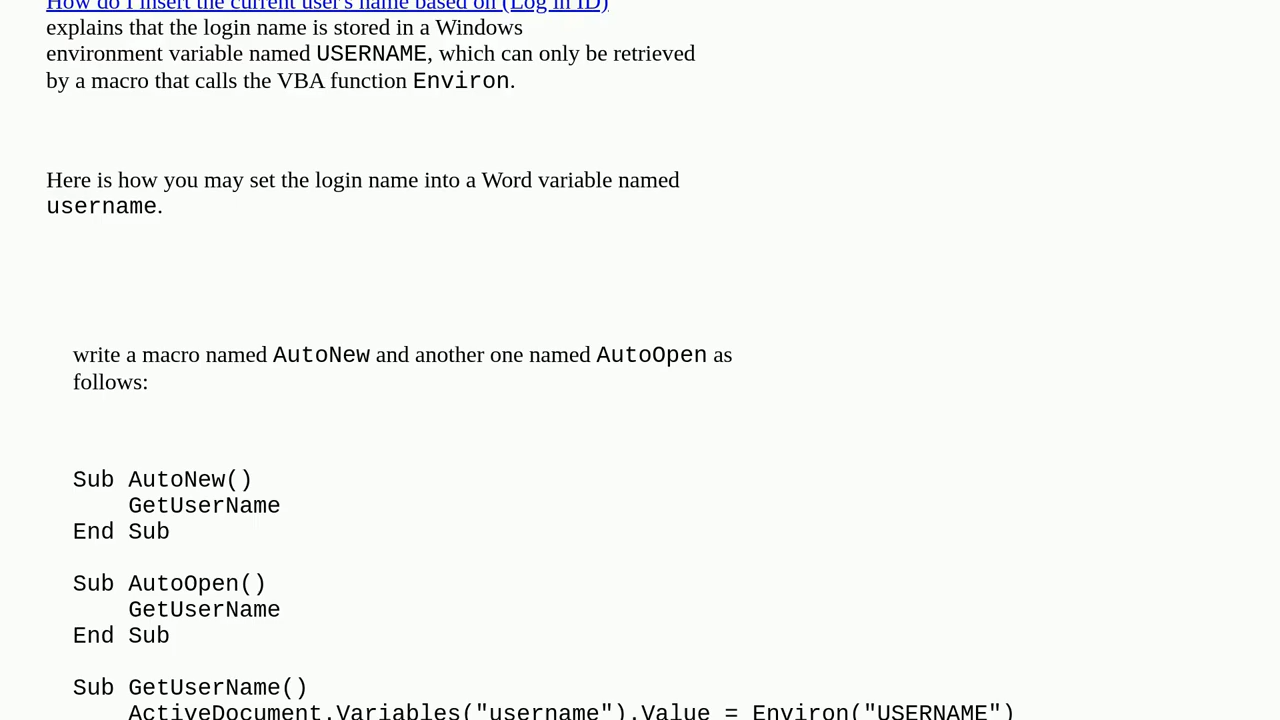 How do I insert the current user's name based on (Log in ID)
explains that the login name is stored in a Windows
environment variable named USERNAME, which can only be retrieved
by a macro that calls the VBA function Environ.
Here is how you may set the login name into a Word variable named
username.
write a macro named AutoNew and another one named AutoOpen as
follows:
Sub AutoNew()
    GetUserName
End Sub
Sub AutoOpen()
    GetUserName
End Sub
Sub GetUserName()
    ActiveDocument.Variables("username").Value = Environ("USERNAME")